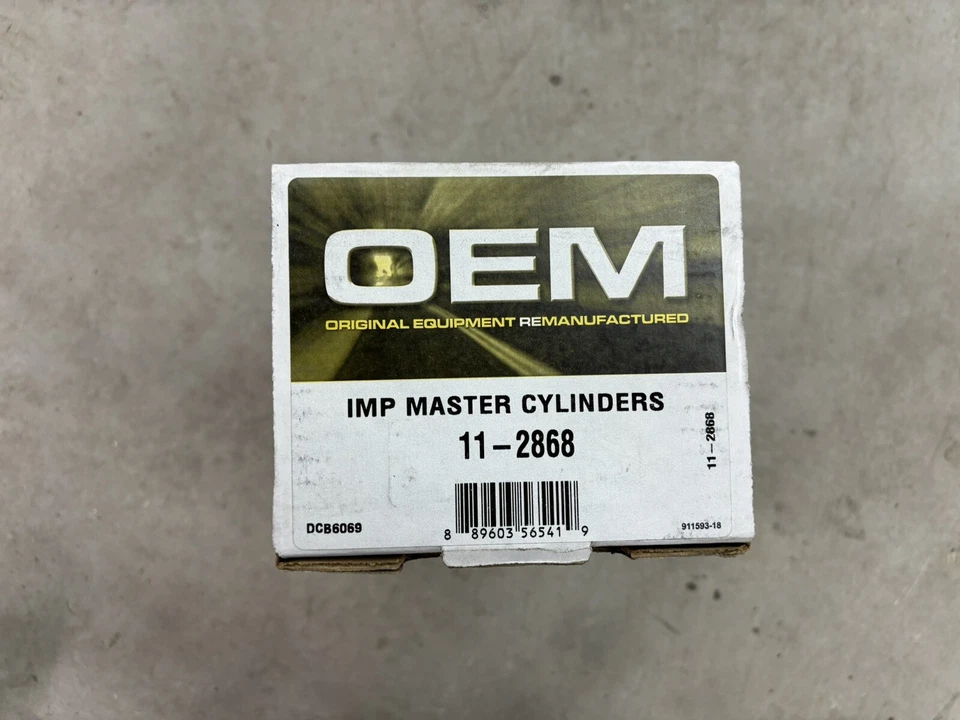 OEM
ORIGINAL EQUIPMENT REMANUFACTURED
IMP MASTER CYLINDERS
11-2868
11-2868
DCB6069
8 89603 56541 9
911593-18